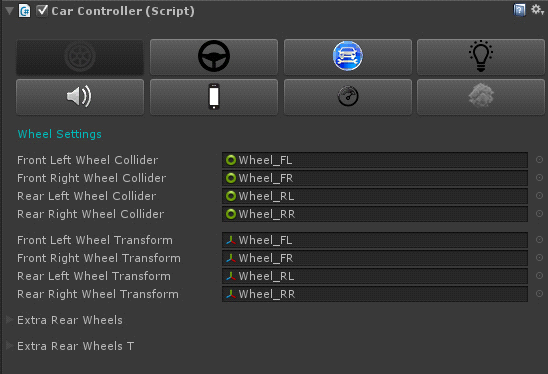 Car Controller (Script)
Wheel Settings
Front Left Wheel Collider Wheel_FL
Front Right Wheel Collider Wheel_FR
Rear Left Wheel Collider Wheel_RL
Rear Right Wheel Collider Wheel_RR
Front Left Wheel Transform Wheel_FL
Front Right Wheel Transform Wheel_FR
Rear Left Wheel Transform Wheel_RL
Rear Right Wheel Transform Wheel_RR
Extra Rear Wheels
Extra Rear Wheels T